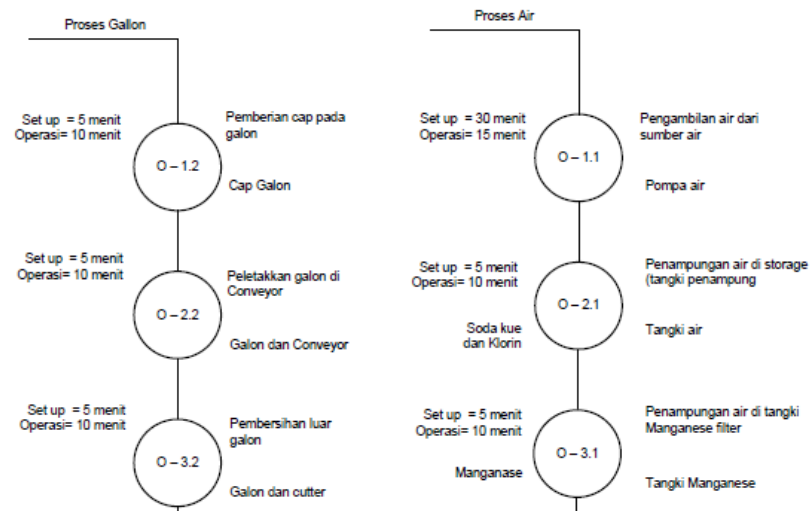 Proses Gallon
Set up = 5 menit
Operasi= 10 menit
Pemberian cap pada
galon
O – 1.2
Cap Galon
Set up = 5 menit
Operasi= 10 menit
Peletakkan galon di
Conveyor
O – 2.2
Galon dan Conveyor
Set up = 5 menit
Operasi= 10 menit
Pembersihan luar
galon
O – 3.2
Galon dan cutter
Proses Air
Set up = 30 menit
Operasi= 15 menit
Pengambilan air dari
sumber air
O – 1.1
Pompa air
Set up = 5 menit
Operasi= 10 menit
Penampungan air di storage
(tangki penampung
O – 2.1
Soda kue
dan Klorin
Tangki air
Set up = 5 menit
Operasi= 10 menit
Penampungan air di tangki
Manganese filter
O – 3.1
Manganase
Tangki Manganese